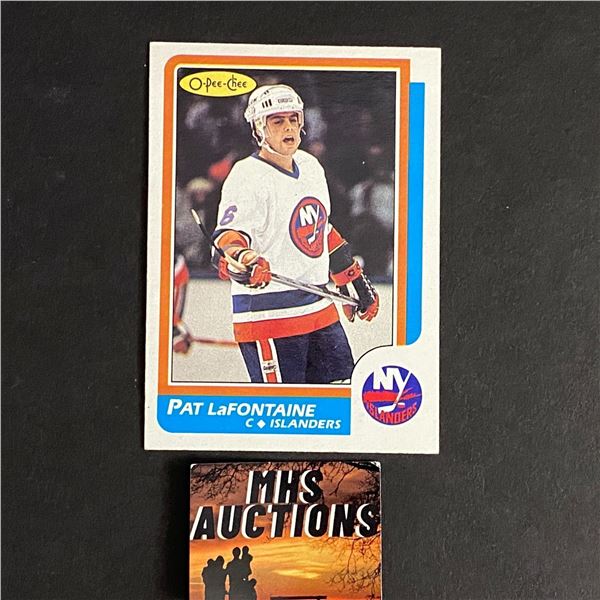 O-Pee-Chee
6
NY
NY
ISLANDERS
PAT LaFONTAINE
C ◆ ISLANDERS
MHS
AUCTIONS